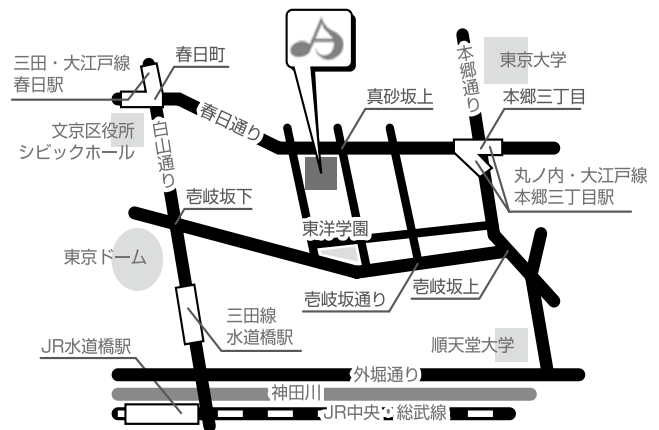 三田・大江戸線
春日駅
春日町
文京区役所
シビックホール
白山通り
春日通り
真砂坂上
本郷通り
東京大学
本郷三丁目
丸ノ内・大江戸線
本郷三丁目駅
壱岐坂下
東洋学園
東京ドーム
壱岐坂通り
壱岐坂上
三田線
水道橋駅
順天堂大学
JR水道橋駅
外堀通り
神田川
JR中央・総武線